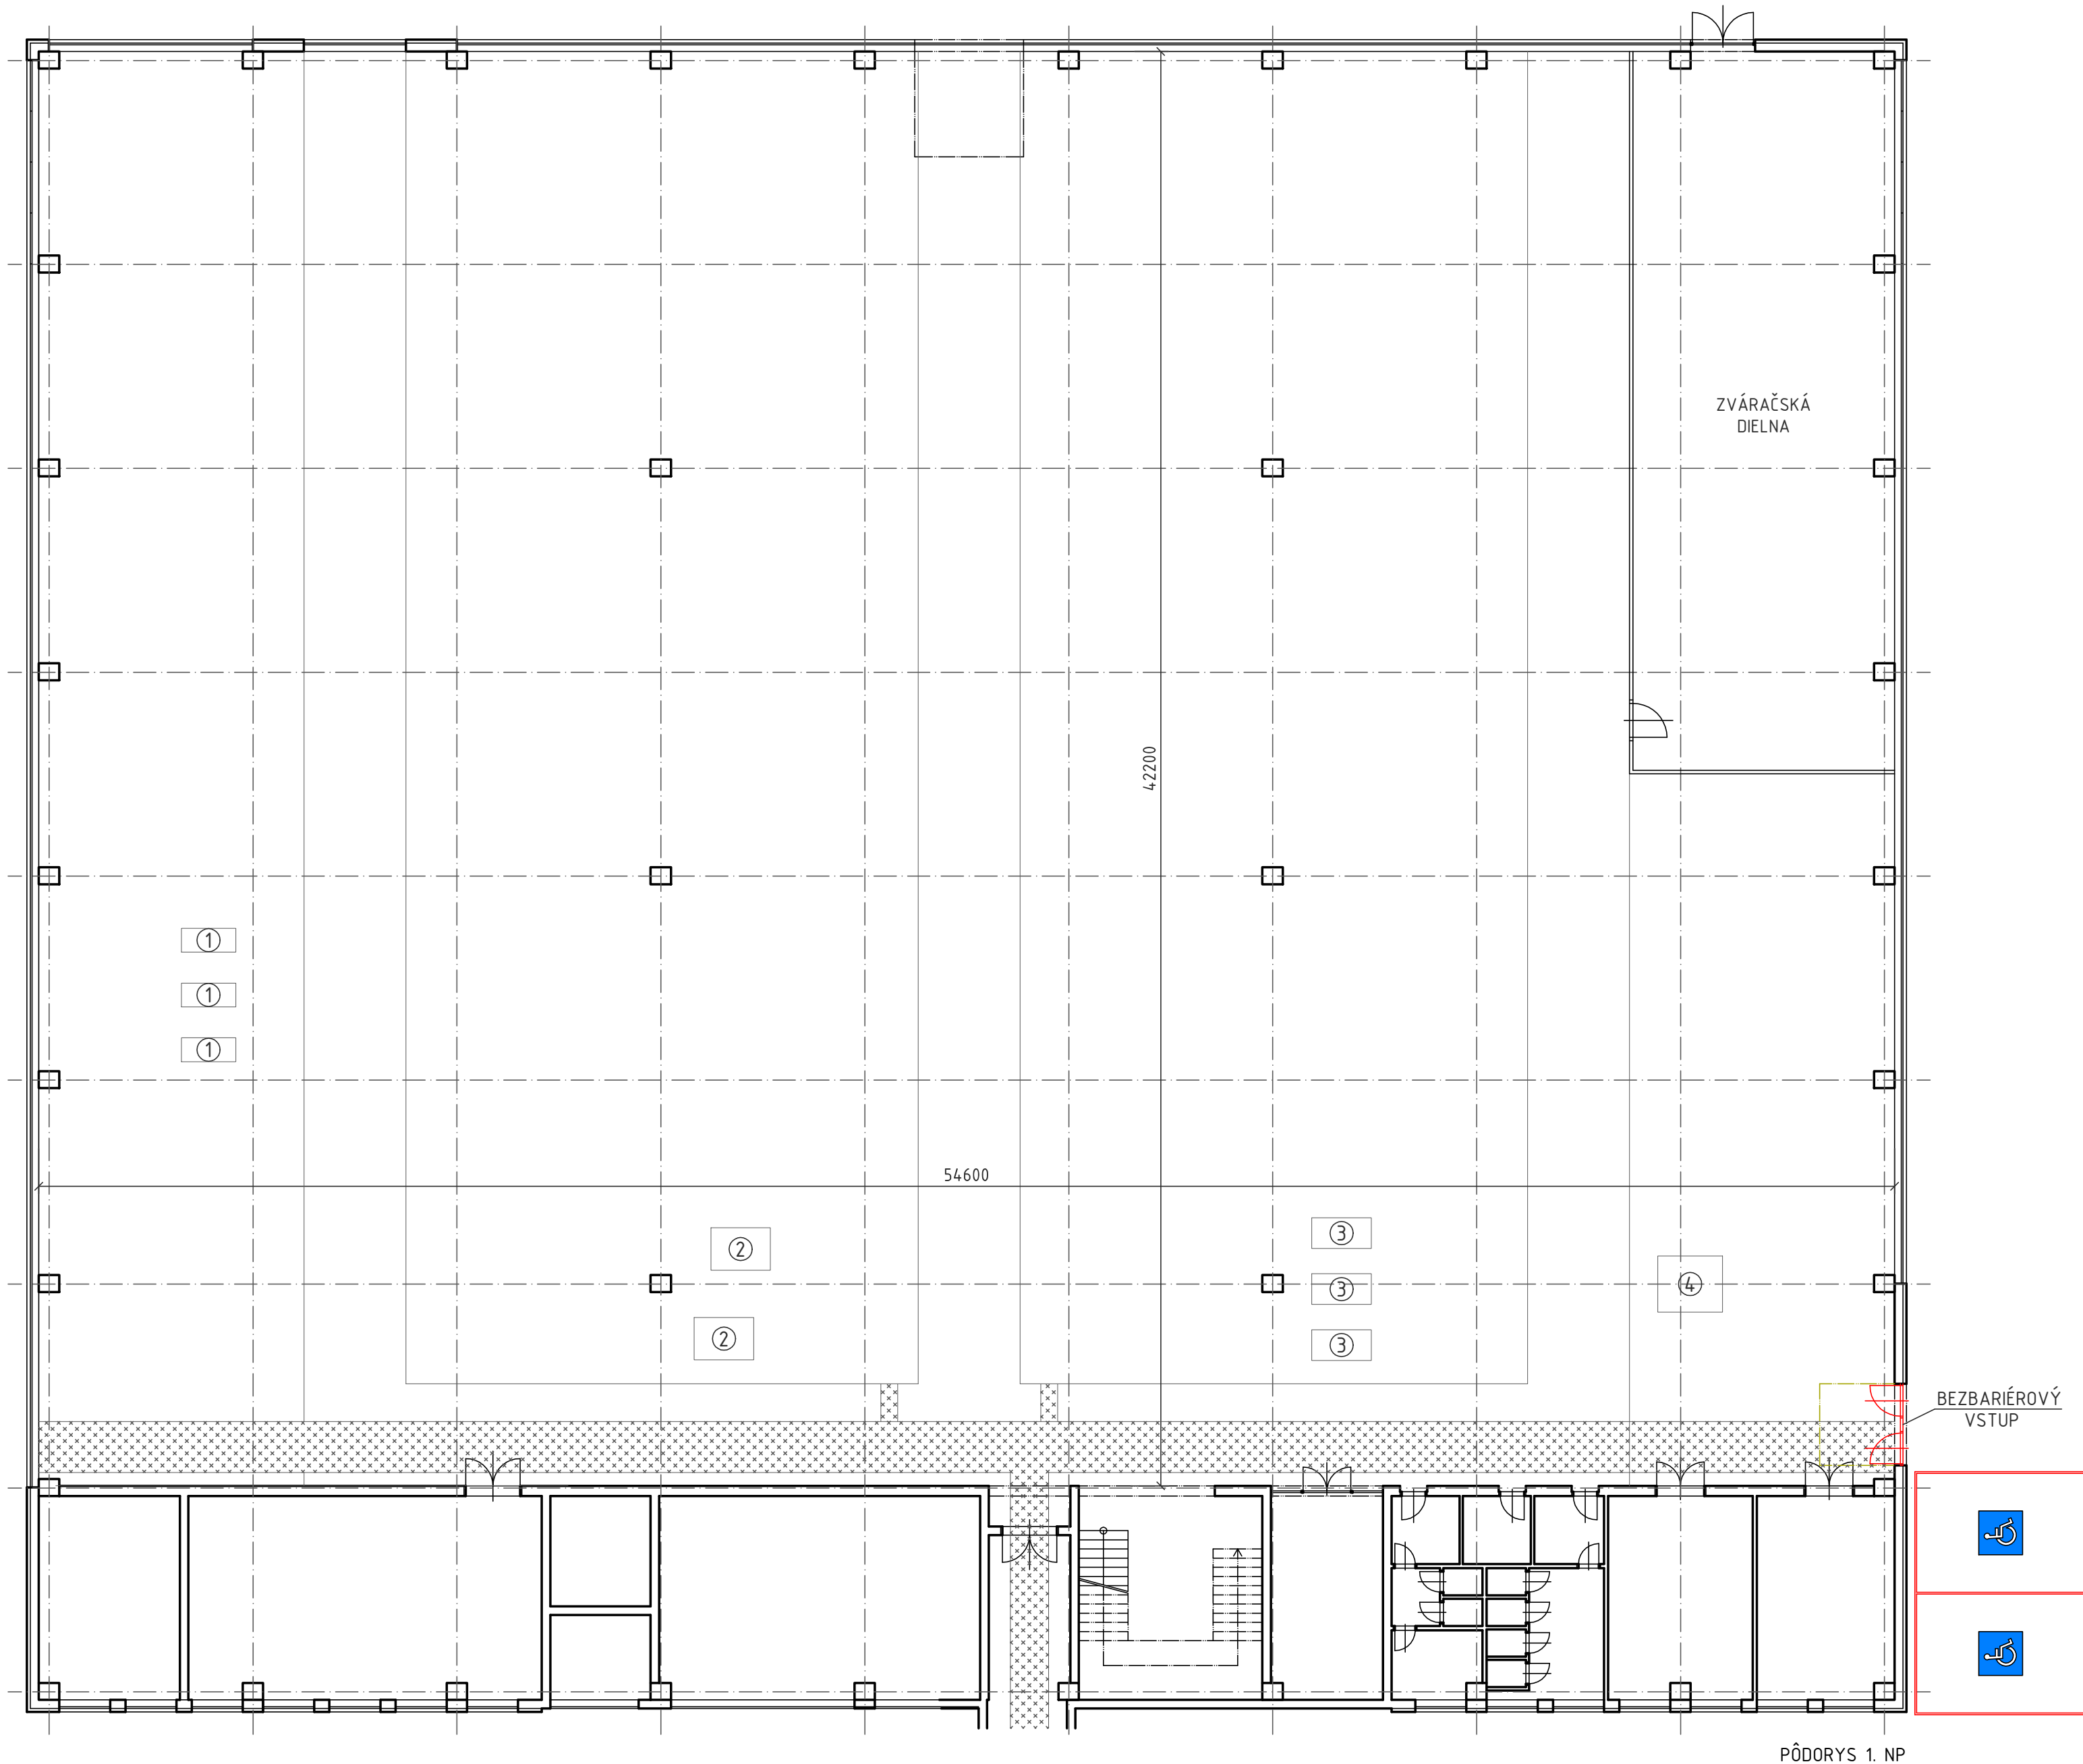 ZVÁRAČSKÁ
DIELNA
42200
1
1
1
54600
2
3
2
3
4
3
BEZBARIÉROVÝ
VSTUP
PÔDORYS 1. NP